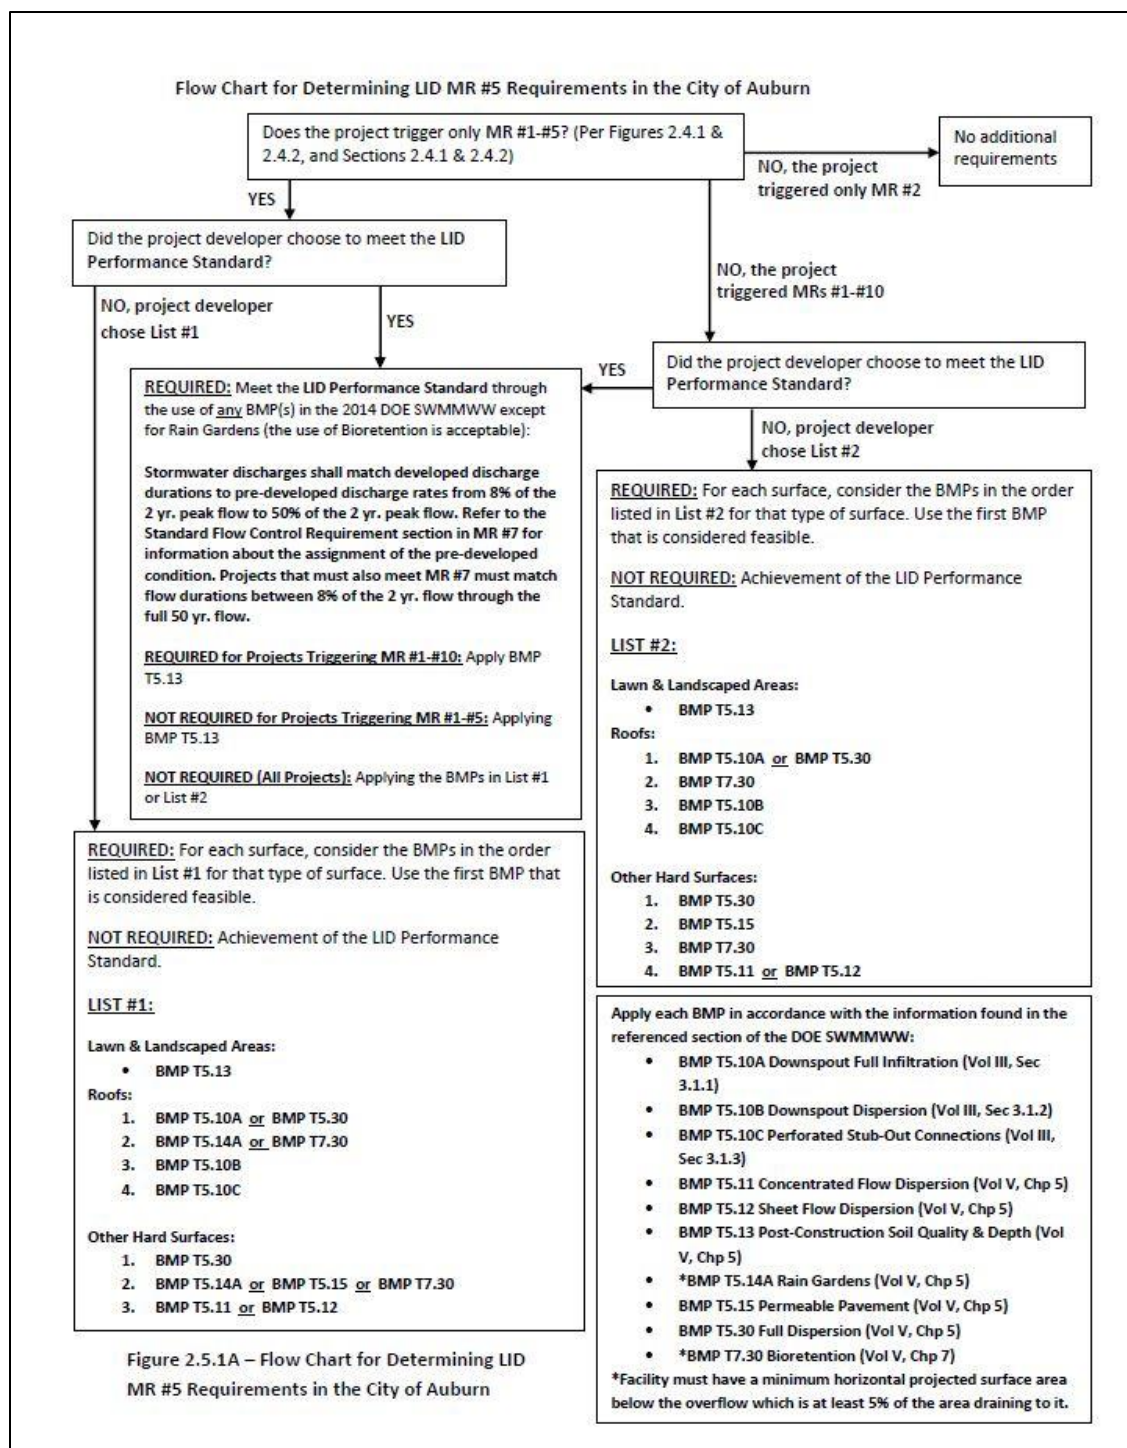 Flow Chart for Determining LID MR #5 Requirements in the City of Auburn
Does the project trigger only MR #1-#5? (Per Figures 2.4.1 &
2.4.2, and Sections 2.4.1 & 2.4.2)
No additional
requirements
NO, the project
triggered only MR #2
YES
Did the project developer choose to meet the LID
Performance Standard?
NO, the project
triggered MRs #1-#10
NO, project developer
chose List #1
YES
YES
Did the project developer choose to meet the LID
Performance Standard?
NO, project developer
chose List #2
REQUIRED: Meet the LID Performance Standard through
the use of any BMP(s) in the 2014 DOE SWMMWW except
for Rain Gardens (the use of Bioretention is acceptable):
Stormwater discharges shall match developed discharge
durations to pre-developed discharge rates from 8% of the
2 yr. peak flow to 50% of the 2 yr. peak flow. Refer to the
Standard Flow Control Requirement section in MR #7 for
information about the assignment of the pre-developed
condition. Projects that must also meet MR #7 must match
flow durations between 8% of the 2 yr. flow through the
full 50 yr. flow.
REQUIRED for Projects Triggering MR #1-#10: Apply BMP
T5.13
NOT REQUIRED for Projects Triggering MR #1-#5: Applying
BMP T5.13
NOT REQUIRED (All Projects): Applying the BMPs in List #1
or List #2
REQUIRED: For each surface, consider the BMPs in the order
listed in List #2 for that type of surface. Use the first BMP
that is considered feasible.
NOT REQUIRED: Achievement of the LID Performance
Standard.
LIST #2:
Lawn & Landscaped Areas:
• BMP T5.13
Roofs:
1. BMP T5.10A or BMP T5.30
2. BMP T7.30
3. BMP T5.10B
4. BMP T5.10C
Other Hard Surfaces:
1. BMP T5.30
2. BMP T5.15
3. BMP T7.30
4. BMP T5.11 or BMP T5.12
REQUIRED: For each surface, consider the BMPs in the order
listed in List #1 for that type of surface. Use the first BMP that
is considered feasible.
NOT REQUIRED: Achievement of the LID Performance
Standard.
LIST #1:
Lawn & Landscaped Areas:
• BMP T5.13
Roofs:
1. BMP T5.10A or BMP T5.30
2. BMP T5.14A or BMP T7.30
3. BMP T5.10B
4. BMP T5.10C
Other Hard Surfaces:
1. BMP T5.30
2. BMP T5.14A or BMP T5.15 or BMP T7.30
3. BMP T5.11 or BMP T5.12
Apply each BMP in accordance with the information found in the
referenced section of the DOE SWMMWW:
• BMP T5.10A Downspout Full Infiltration (Vol III, Sec
3.1.1)
• BMP T5.10B Downspout Dispersion (Vol III, Sec 3.1.2)
• BMP T5.10C Perforated Stub-Out Connections (Vol III,
Sec 3.1.3)
• BMP T5.11 Concentrated Flow Dispersion (Vol V, Chp 5)
• BMP T5.12 Sheet Flow Dispersion (Vol V, Chp 5)
• BMP T5.13 Post-Construction Soil Quality & Depth (Vol
V, Chp 5)
• *BMP T5.14A Rain Gardens (Vol V, Chp 5)
• BMP T5.15 Permeable Pavement (Vol V, Chp 5)
• BMP T5.30 Full Dispersion (Vol V, Chp 5)
• *BMP T7.30 Bioretention (Vol V, Chp 7)
*Facility must have a minimum horizontal projected surface area
below the overflow which is at least 5% of the area draining to it.
Figure 2.5.1A – Flow Chart for Determining LID
MR #5 Requirements in the City of Auburn